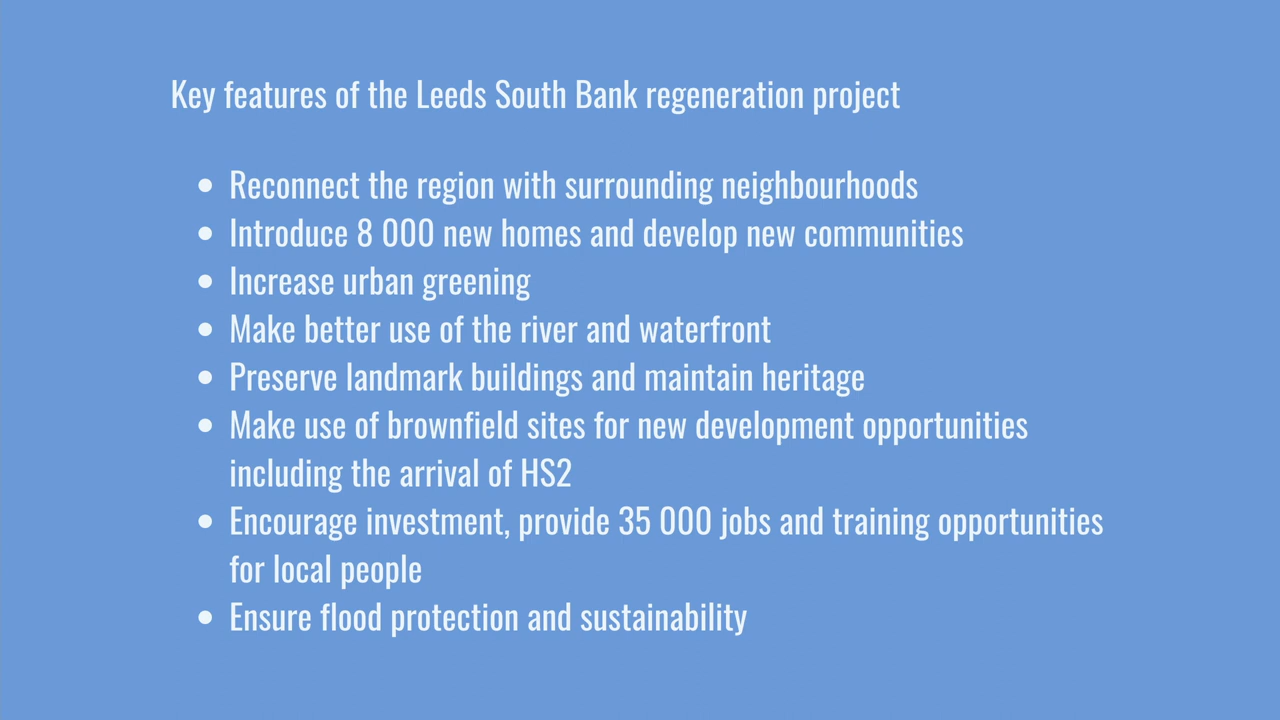 Key features of the Leeds South Bank regeneration project
• Reconnect the region with surrounding neighbourhoods
• Introduce 8 000 new homes and develop new communities
• Increase urban greening
• Make better use of the river and waterfront
• Preserve landmark buildings and maintain heritage
• Make use of brownfield sites for new development opportunities
including the arrival of HS2
• Encourage investment, provide 35 000 jobs and training opportunities
for local people
• Ensure flood protection and sustainability